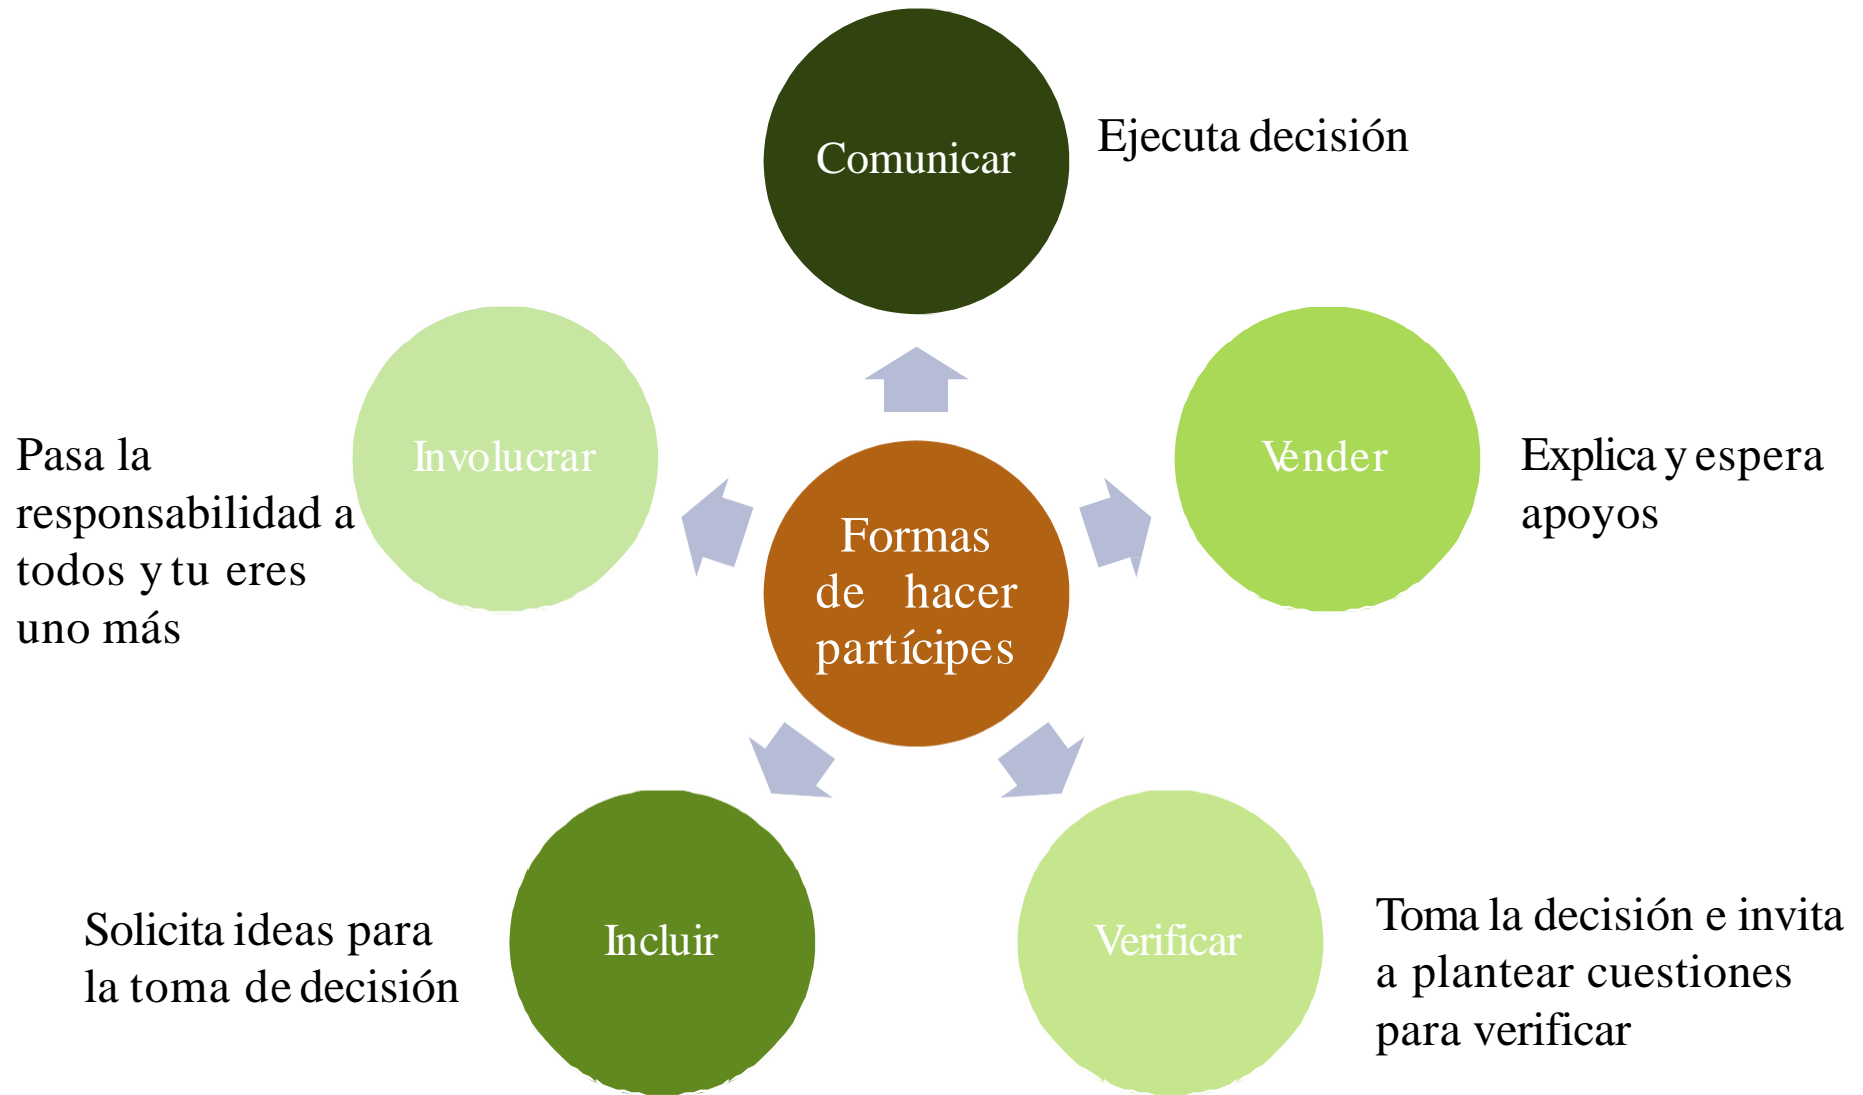 Comunicar
Ejecuta decisión
Vender
Explica y espera
apoyos
Verificar
Toma la decisión e invita
a plantear cuestiones
para verificar
Incluir
Solicita ideas para
la toma de decisión
Involucrar
Pasa la
responsabilidad a
todos y tu eres
uno más
Formas
de hacer
partícipes